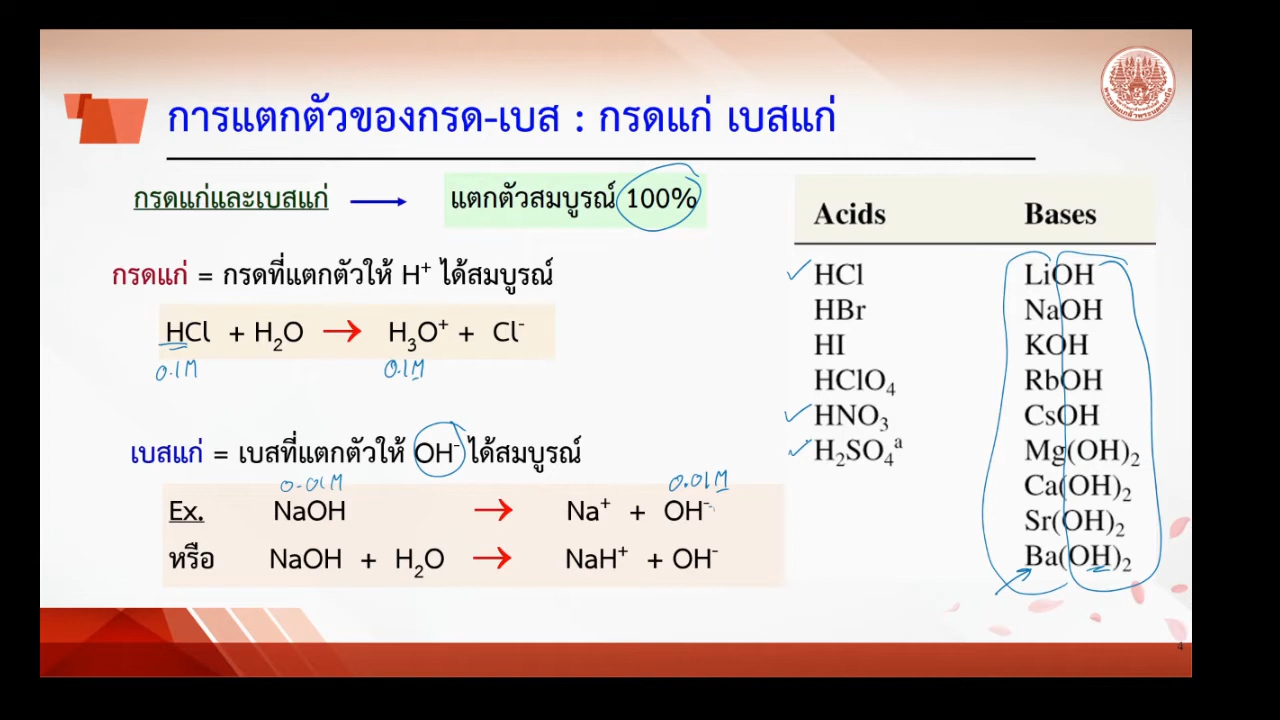 การแตกตัวของกรด-เบส : กรดแก่ เบสแก่
กรดแก่และเบสแก่ → แตกตัวสมบูรณ์ 100%
กรดแก่ = กรดที่แตกตัวให้ H⁺ ได้สมบูรณ์
HCl + H₂O → H₃O⁺ + Cl⁻
0.1M 0.1M
เบสแก่ = เบสที่แตกตัวให้ OH⁻ ได้สมบูรณ์
0.01M 0.01M
Ex. NaOH → Na⁺ + OH⁻
หรือ NaOH + H₂O → NaH⁺ + OH⁻
Acids Bases
HCl LiOH
HBr NaOH
HI KOH
HClO₄ RbOH
HNO₃ CsOH
H₂SO₄ᵃ Mg(OH)₂
Ca(OH)₂
Sr(OH)₂
Ba(OH)₂
4